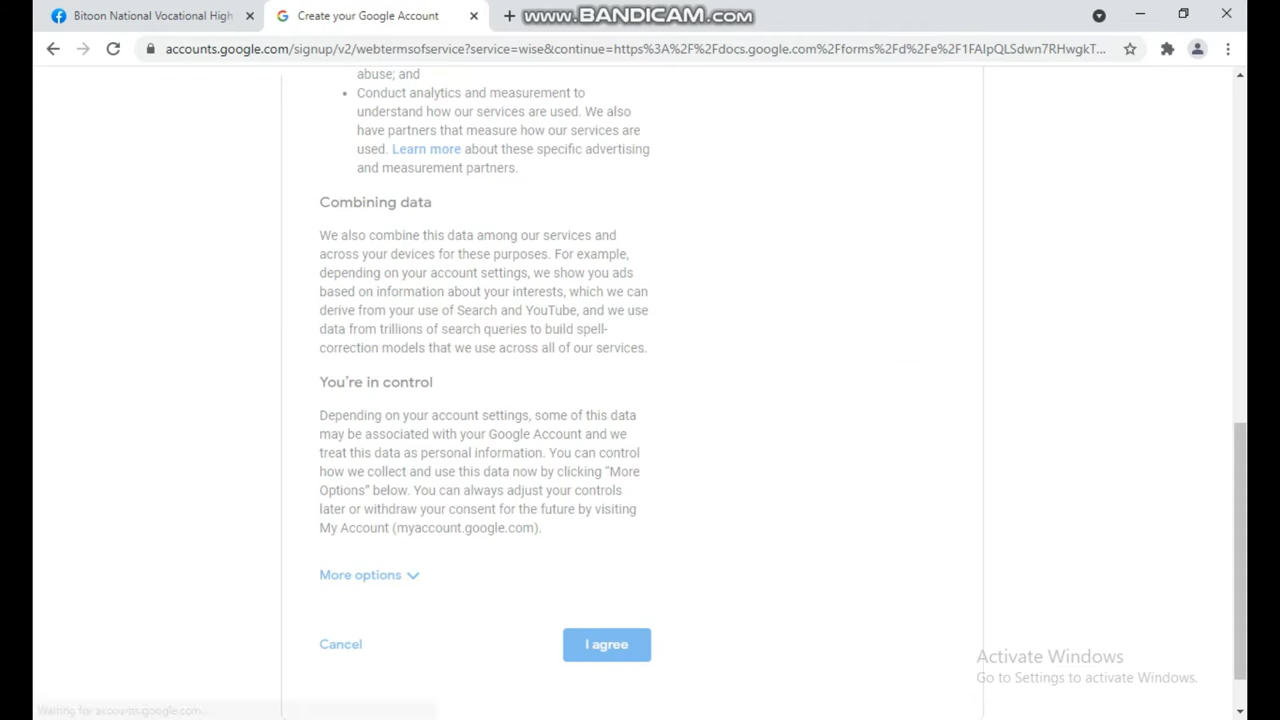 Bitoon National Vocational High
Create your Google Account
www.BANDICAM.com
accounts.google.com/signup/v2/webtermsofservice?service=wise&continue=https%3A%2F%2Fdocs.google.com%2Fforms%2Fd%2Fe%2F1FAIpQLSdwn7RHwgkT...
abuse; and
• Conduct analytics and measurement to
understand how our services are used. We also
have partners that measure how our services are
used. Learn more about these specific advertising
and measurement partners.
Combining data
We also combine this data among our services and
across your devices for these purposes. For example,
depending on your account settings, we show you ads
based on information about your interests, which we can
derive from your use of Search and YouTube, and we use
data from trillions of search queries to build spell-
correction models that we use across all of our services.
You’re in control
Depending on your account settings, some of this data
may be associated with your Google Account and we
treat this data as personal information. You can control
how we collect and use this data now by clicking “More
Options” below. You can always adjust your controls
later or withdraw your consent for the future by visiting
My Account (myaccount.google.com).
More options
Cancel
I agree
Activate Windows
Go to Settings to activate Windows.
Waiting for accounts.google.com...